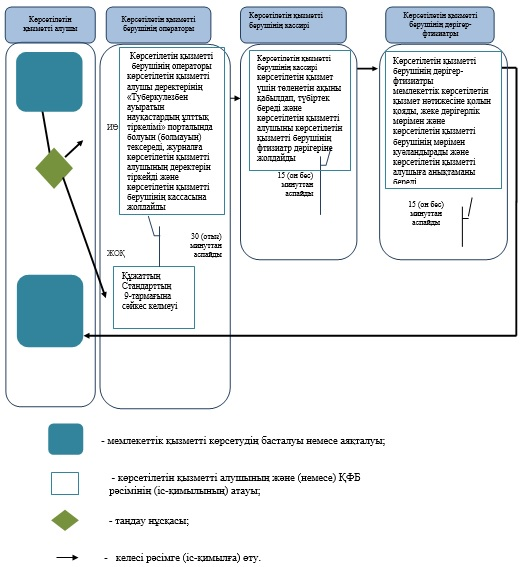 Көрсетілетін
қызметті алушы
Көрсетілетін қызметті
берушінің операторы
Көрсетілетін қызметті
берушінің кассирі
Көрсетілетін қызметті
берушінің дәрігер-
фтизиатры
Көрсетілетін қызметті
берушінің операторы
көрсетілетін қызметті
алушы деректерінің
«Туберкулезбен
ауыратын
науқастардың ұлттық
тіркелімі» порталында
болуын (болмауын)
тексереді, журналға
көрсетілетін қызметті
алушының деректерін
тіркейді және
көрсетілетін қызметті
берушінің кассасына
жолдайды
Көрсетілетін қызметті
берушінің кассирі
көрсетілетін қызмет
үшін төленетін ақыны
қабылдап, түбіртек
береді және
көрсетілетін қызметті
алушыны көрсетілетін
қызметті берушінің
фтизиатр дәрігеріне
жолдайды
Көрсетілетін қызметті
берушінің дәрігер-
фтизиатры
мемлекеттік көрсетілетін
қызмет нәтижесіне қолын
қояды, жеке дәрігерлік
мөрімен және
көрсетілетін қызметті
берушінің мөрімен
куәландырады және
көрсетілетін қызметті
алушыға анықтаманы
береді
ИӘ
15 (он бес)
минуттан
аспайды
15 (он бес)
минуттан
аспайды
30 (отыз)
минуттан
аспайды
ЖОҚ
Құжаттың
Стандарттың
9-тармағына
сәйкес келмеуі
- мемлекеттік қызметті көрсетудің басталуы немесе аяқталуы;
- көрсетілетін қызметті алушының және (немесе) ҚФБ
рәсімінің (іс-қимылының) атауы;
- таңдау нұсқасы;
- келесі рәсімге (іс-қимылға) өту.